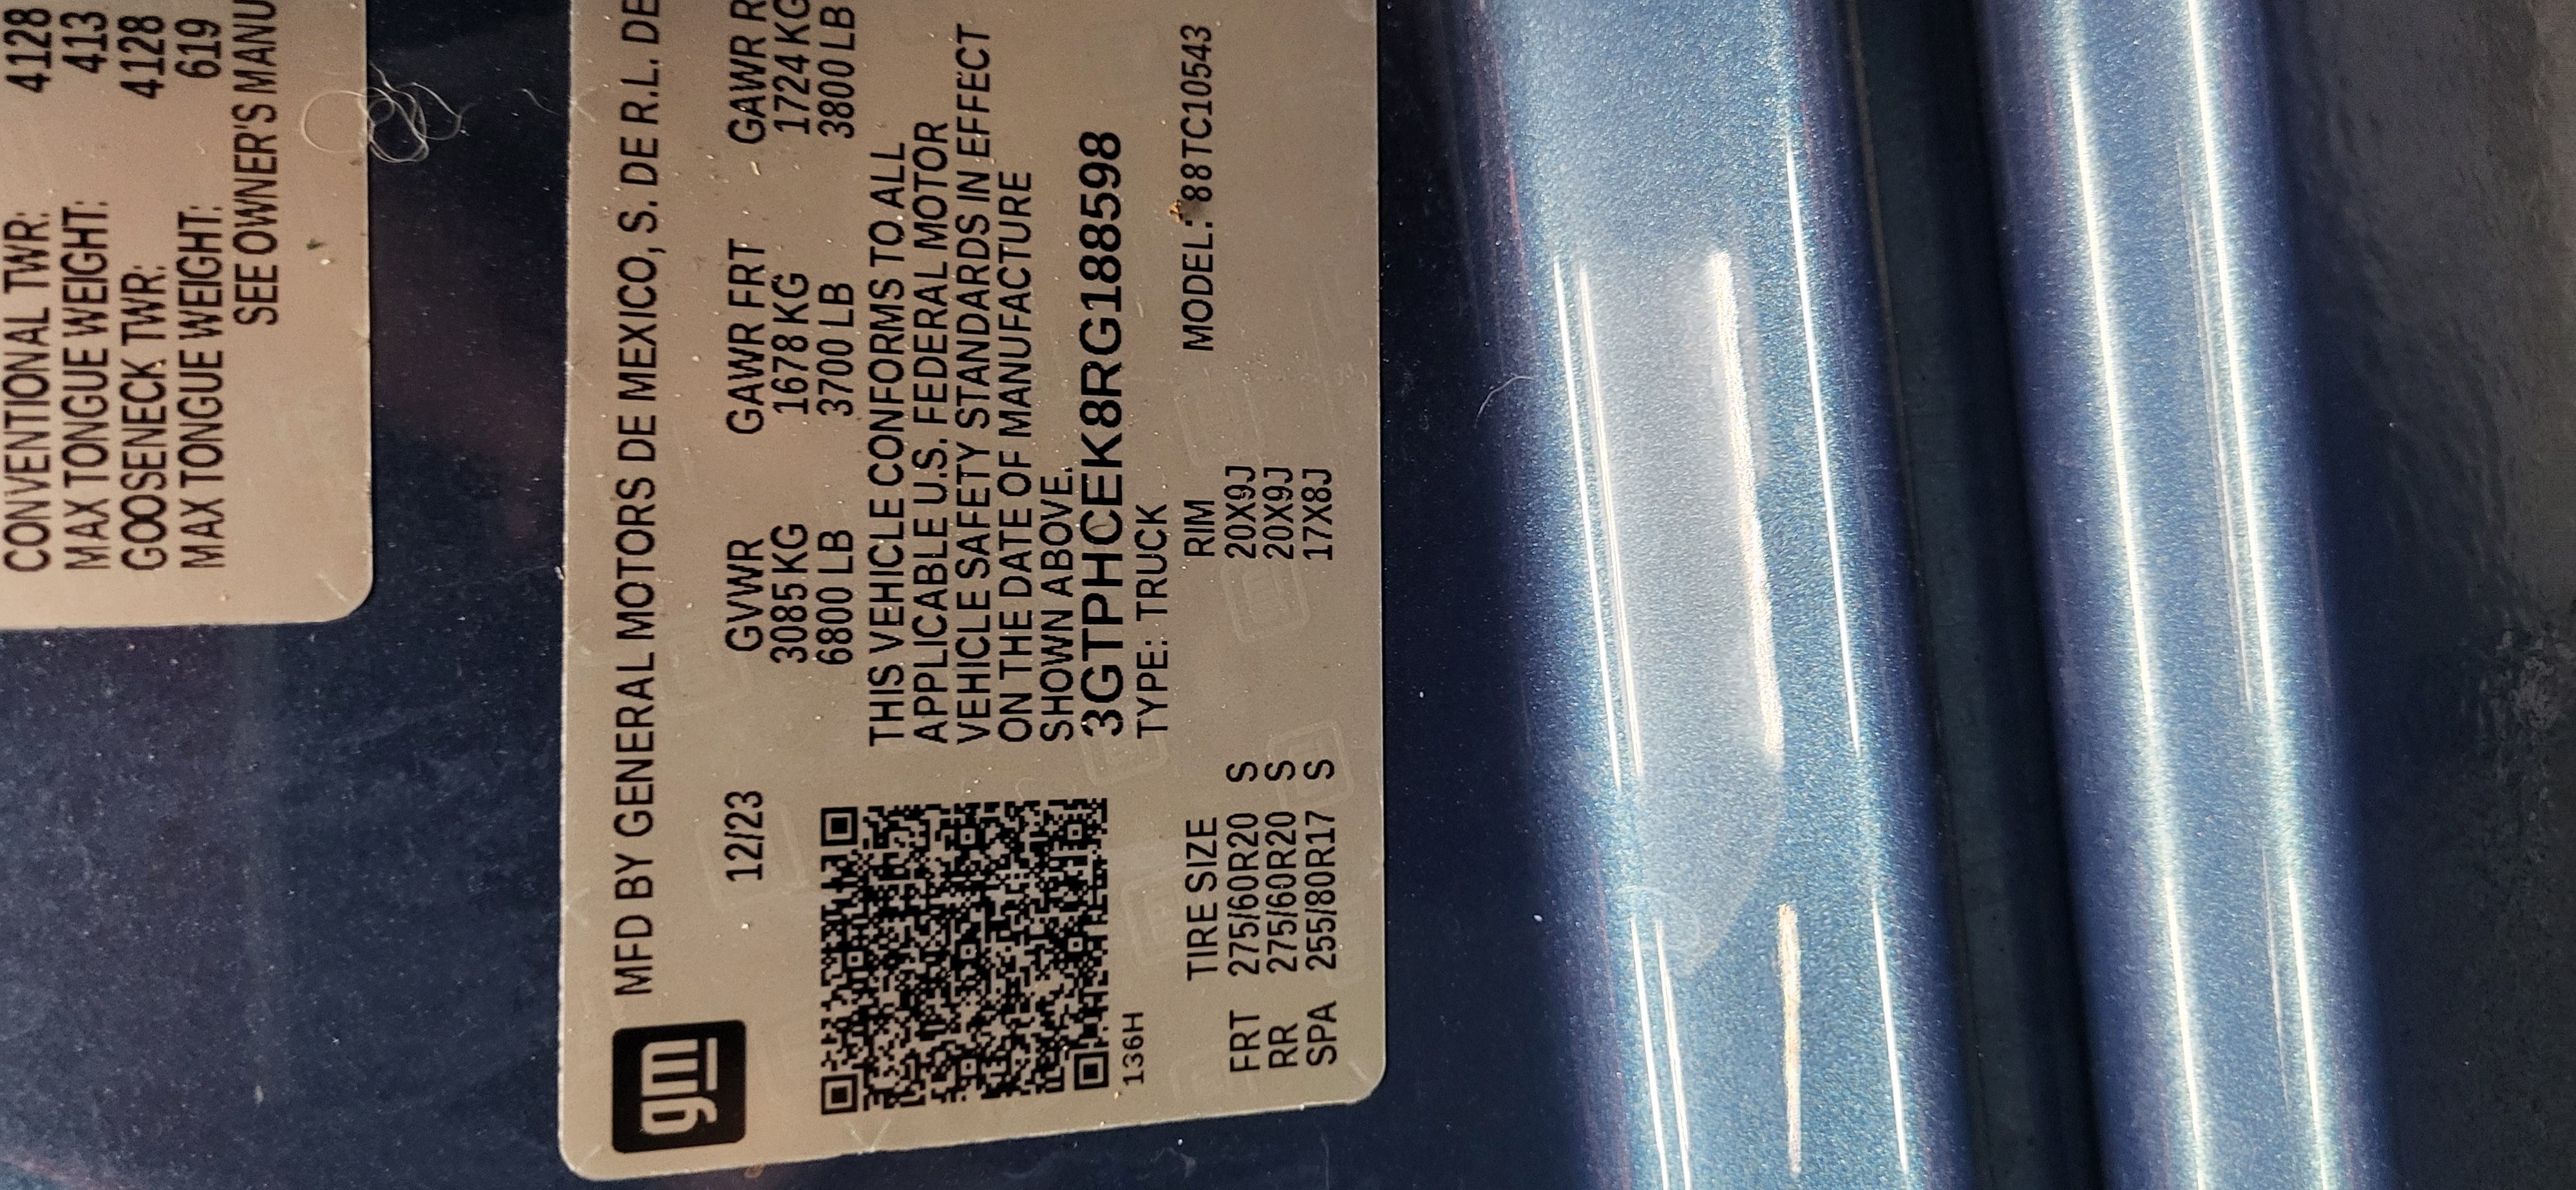 CONVENTIONAL TWR: 4128
MAX TONGUE WEIGHT: 413
GOOSENECK TWR: 4128
MAX TONGUE WEIGHT: 619
SEE OWNER'S MANU
gm MFD BY GENERAL MOTORS DE MEXICO, S. DE R.L. DE
12/23 GVWR GAWR FRT GAWR R
3085 KG 1678 KG 1724 KG
6800 LB 3700 LB 3800 LB
THIS VEHICLE CONFORMS TO ALL
APPLICABLE U.S. FEDERAL MOTOR
VEHICLE SAFETY STANDARDS IN EFFECT
ON THE DATE OF MANUFACTURE
SHOWN ABOVE.
3GTPHCEK8RG188598
136H TYPE: TRUCK MODEL: 88TC10543
TIRE SIZE RIM
FRT 275/60R20 S 20X9J
RR 275/60R20 S 20X9J
SPA 255/80R17 S 17X8J